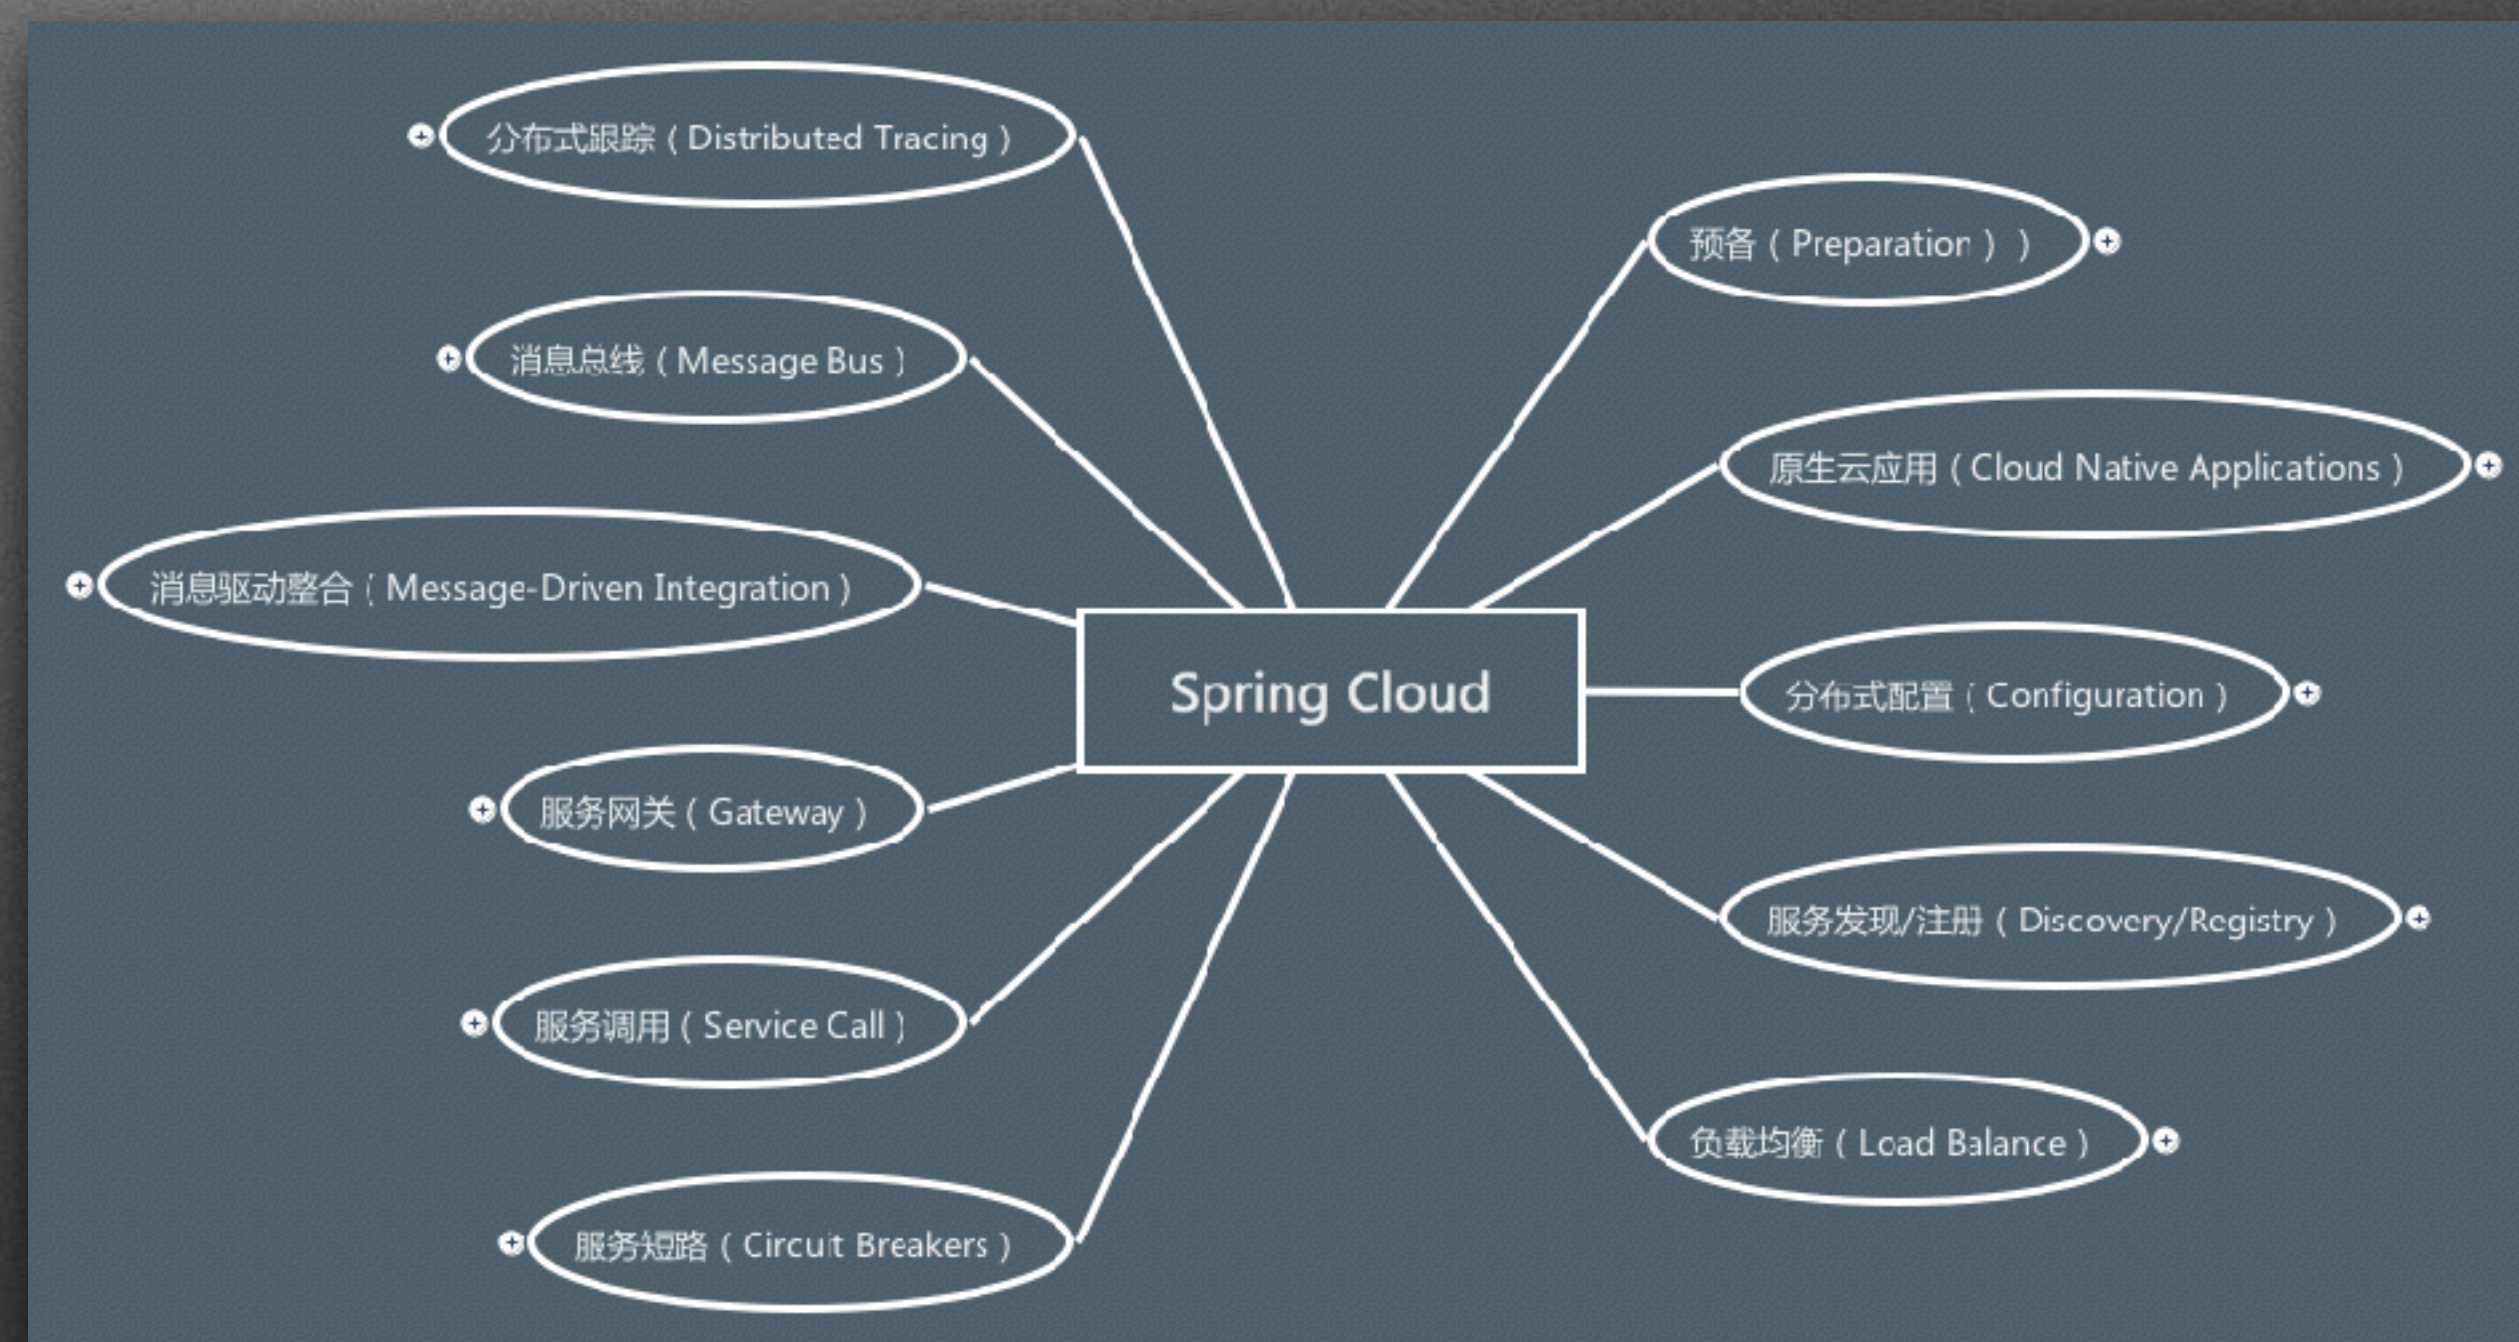 分布式跟踪（Distributed Tracing）
消息总线（Message Bus）
消息驱动整合（Message-Driven Integration）
服务网关（Gateway）
服务调用（Service Call）
服务短路（Circuit Breakers）
Spring Cloud
预备（Preparation））
原生云应用（Cloud Native Applications）
分布式配置（Configuration）
服务发现/注册（Discovery/Registry）
负载均衡（Load Balance）